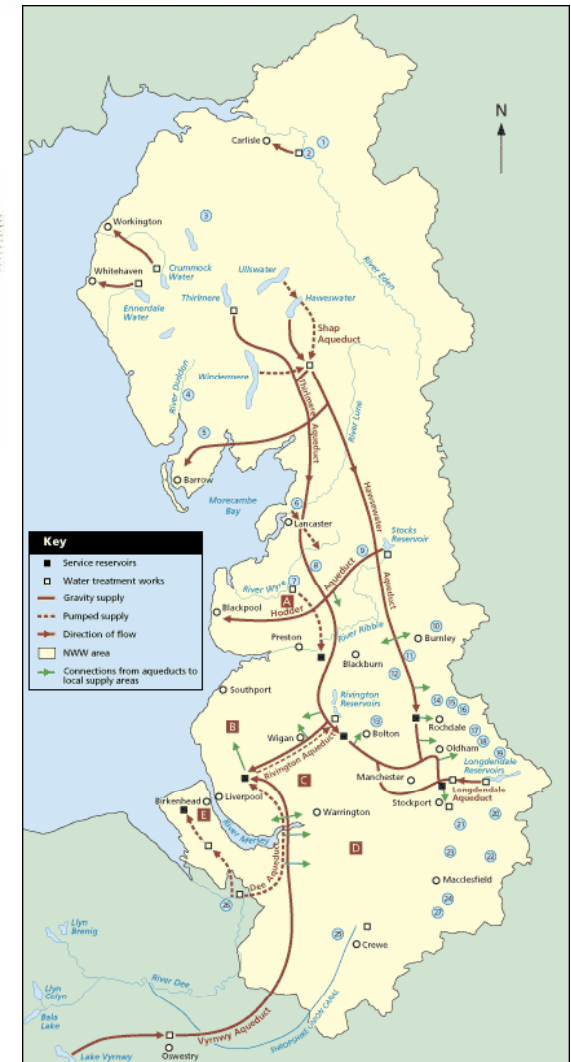 N
Carlisle
1
2
3
Workington
Whitehaven
Crummock
Water
Ennerdale
Water
Ullswater
Thirlmere
Haweswater
River Eden
Shap
Aqueduct
River Duddon
Windermere
4
5
Thirlmere Aqueduct
River Lune
Barrow
Morecambe
Bay
6
Lancaster
Hawsewater
Aqueduct
Stocks
Reservoir
9
8
Key
Service reservoirs
Water treatment works
Gravity supply
Pumped supply
Direction of flow
NWW area
Connections from aqueducts to
local supply areas
River Wyre
7
A
Blackpool
Hodder
Aqueduct
Preston
River Ribble
10
Burnley
Blackburn
11
12
Southport
Rivington
Reservoirs
14
15
16
B
Wigan
13
Bolton
Rochdale
17
18
Oldham
19
Rivington Aqueduct
C
Manchester
Longdendale
Reservoirs
Longdendale
Aqueduct
Birkenhead
Liverpool
E
Warrington
Stockport
20
21
River Mersey
D
Dee Aqueduct
23
22
Macclesfield
24
27
26
25
Crewe
Llyn
Brenig
River Dee
Llyn
Celyn
Bala
Lake
SHROPSHIRE UNION CANAL
Vyrnwy Aqueduct
Lake Vyrnwy
Oswestry